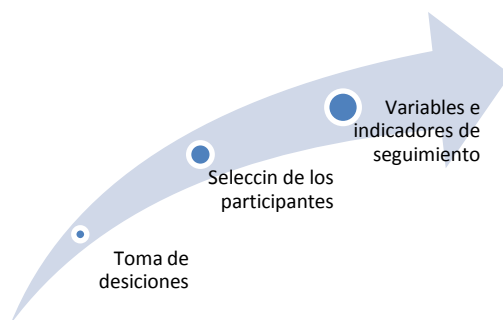 Variables e
indicadores de
seguimiento
Seleccin de los
participantes
Toma de
desiciones